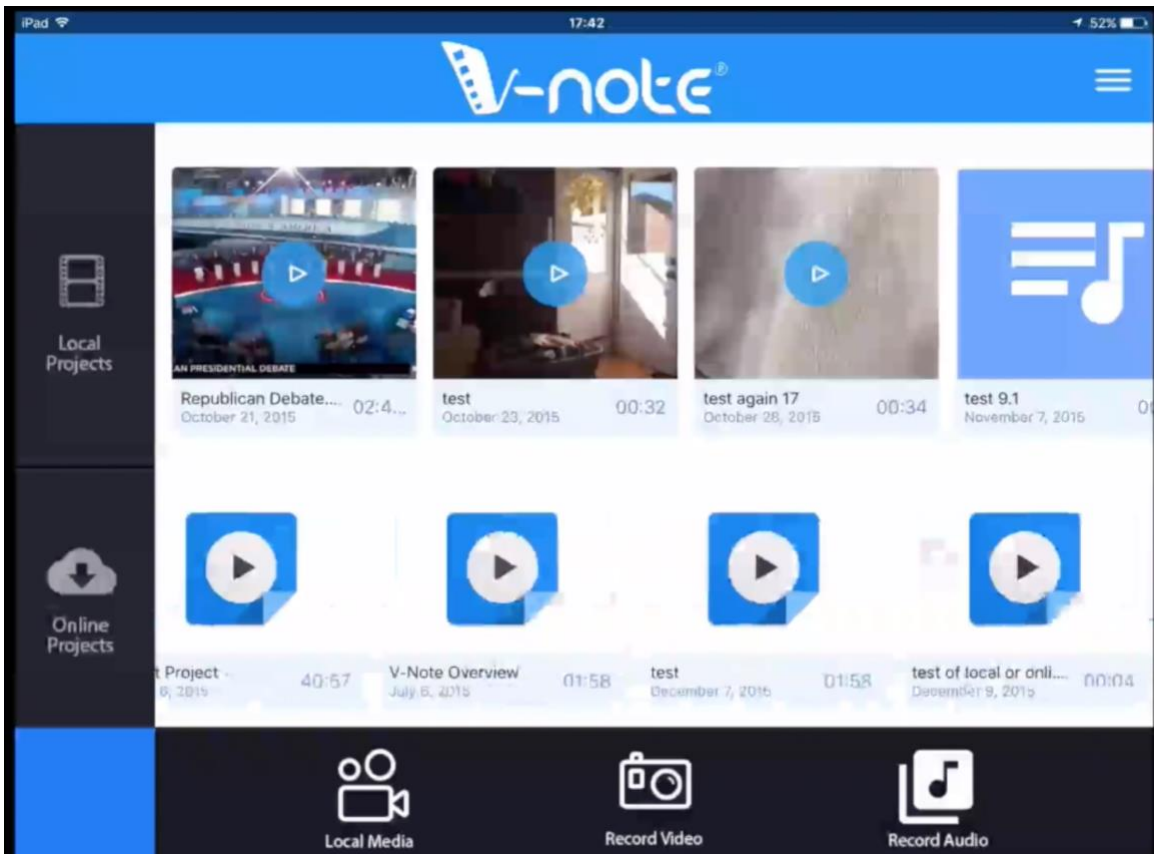 iPad 17:42 52%
V-note®
AN PRESIDENTIAL DEBATE
Republican Debate.... 02:4...
October 21, 2015
test 00:32
October 23, 2015
test again 17 00:34
October 28, 2015
test 9.1
November 7, 2015
Local
Projects
t Project - 40:57
6, 2015
V-Note Overview 01:58
July 6, 2015
test 01:58
December 7, 2015
test of local or onli.... 00:04
December 9, 2015
Online
Projects
Local Media
Record Video
Record Audio